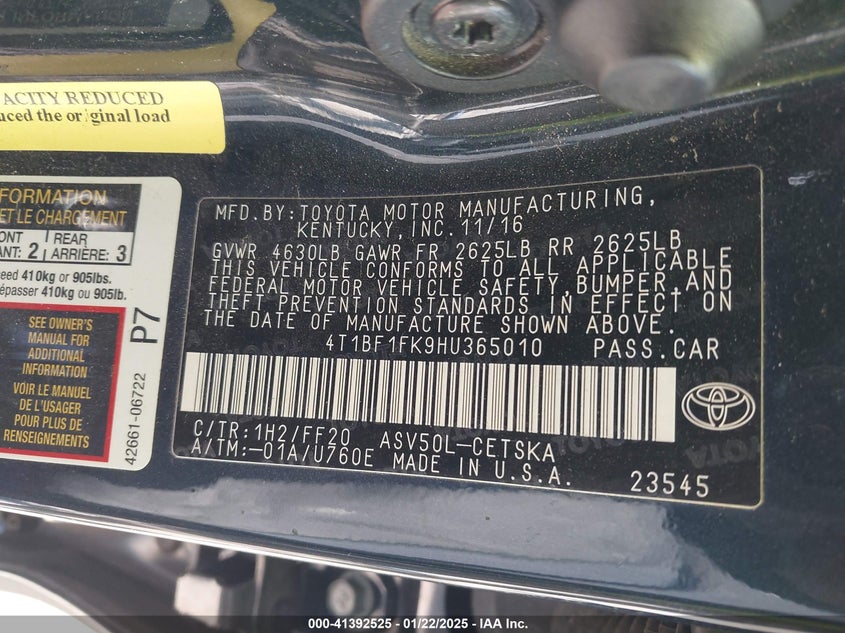 ACITY REDUCED
uced the or ginal load
FORMATION
ET LE CHARGEMENT
ONT
ANT: 2
REAR
ARRIÈRE: 3
eed 410kg or 905lbs.
épasser 410kg ou 905lb.
SEE OWNER'S
MANUAL FOR
ADDITIONAL
INFORMATION
VOIR LE MANUEL
DE L'USAGER
POUR PLUS DE
RENSEIGNEMENTS
P7
42661-06722
MFD.BY:TOYOTA MOTOR MANUFACTURING,
KENTUCKY, INC. 11/16
GVWR 4630LB GAWR FR 2625LB RR 2625LB
THIS VEHICLE CONFORMS TO ALL APPLICABLE
FEDERAL MOTOR VEHICLE SAFETY,BUMPER,AND
THEFT PREVENTION STANDARDS IN EFFECT ON
THE DATE OF MANUFACTURE SHOWN ABOVE.
4T1BF1FK9HU365010 PASS.CAR
C/TR:1H2/FF20 ASV50L-CETSKA
A/TM:-01A/U760E MADE IN U.S.A.
23545
000-41392525 - 01/22/2025 - IAA Inc.